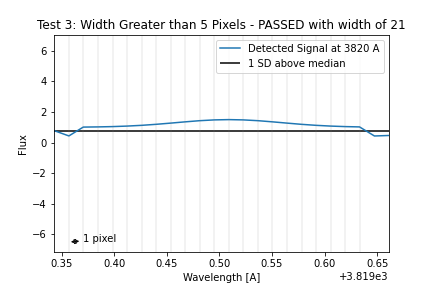 Test 3: Width Greater than 5 Pixels - PASSED with width of 21
Detected Signal at 3820 A
1 SD above median
6
4
2
0
−2
−4
−6
Flux
1 pixel
0.35 0.40 0.45 0.50 0.55 0.60 0.65
Wavelength [A]
+3.819e3